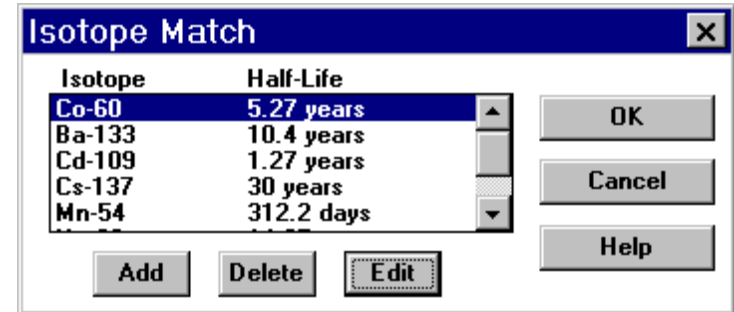 Isotope Match
Isotope Half-Life
Co-60 5.27 years
Ba-133 10.4 years
Cd-109 1.27 years
Cs-137 30 years
Mn-54 312.2 days
OK
Cancel
Help
Add Delete Edit